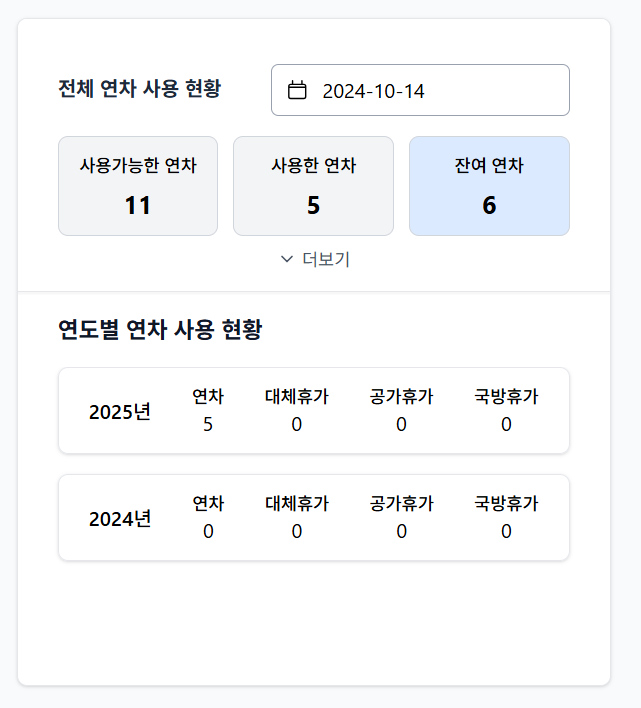 전체 연차 사용 현황
2024-10-14
사용가능한 연차 사용한 연차 잔여 연차
11 5 6
더보기
연도별 연차 사용 현황
2025년 연차 대체휴가 공가휴가 국방휴가
5 0 0 0
2024년 연차 대체휴가 공가휴가 국방휴가
0 0 0 0